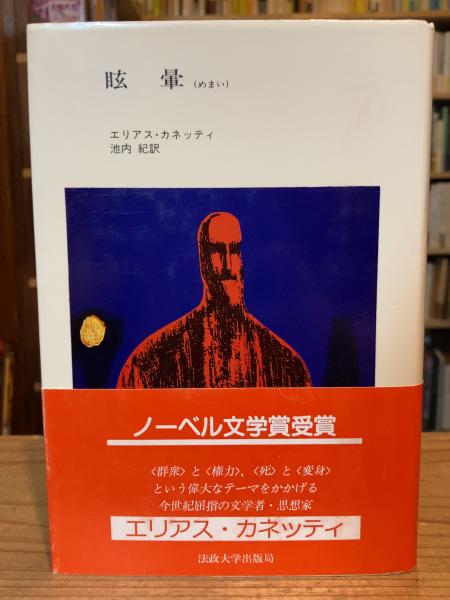 眩暈（めまい）
エリアス・カネッティ
池内 紀訳
ノーベル文学賞受賞
〈群衆〉と〈権力〉，〈死〉と〈変身〉
という偉大なテーマをかかげる
今世紀屈指の文学者・思想家
エリアス・カネッティ
法政大学出版局